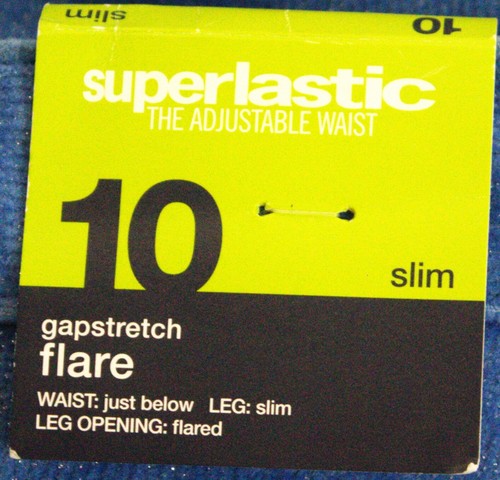 slim 10
superlastic
THE ADJUSTABLE WAIST
10
slim
gapstretch
flare
WAIST: just below LEG: slim
LEG OPENING: flared